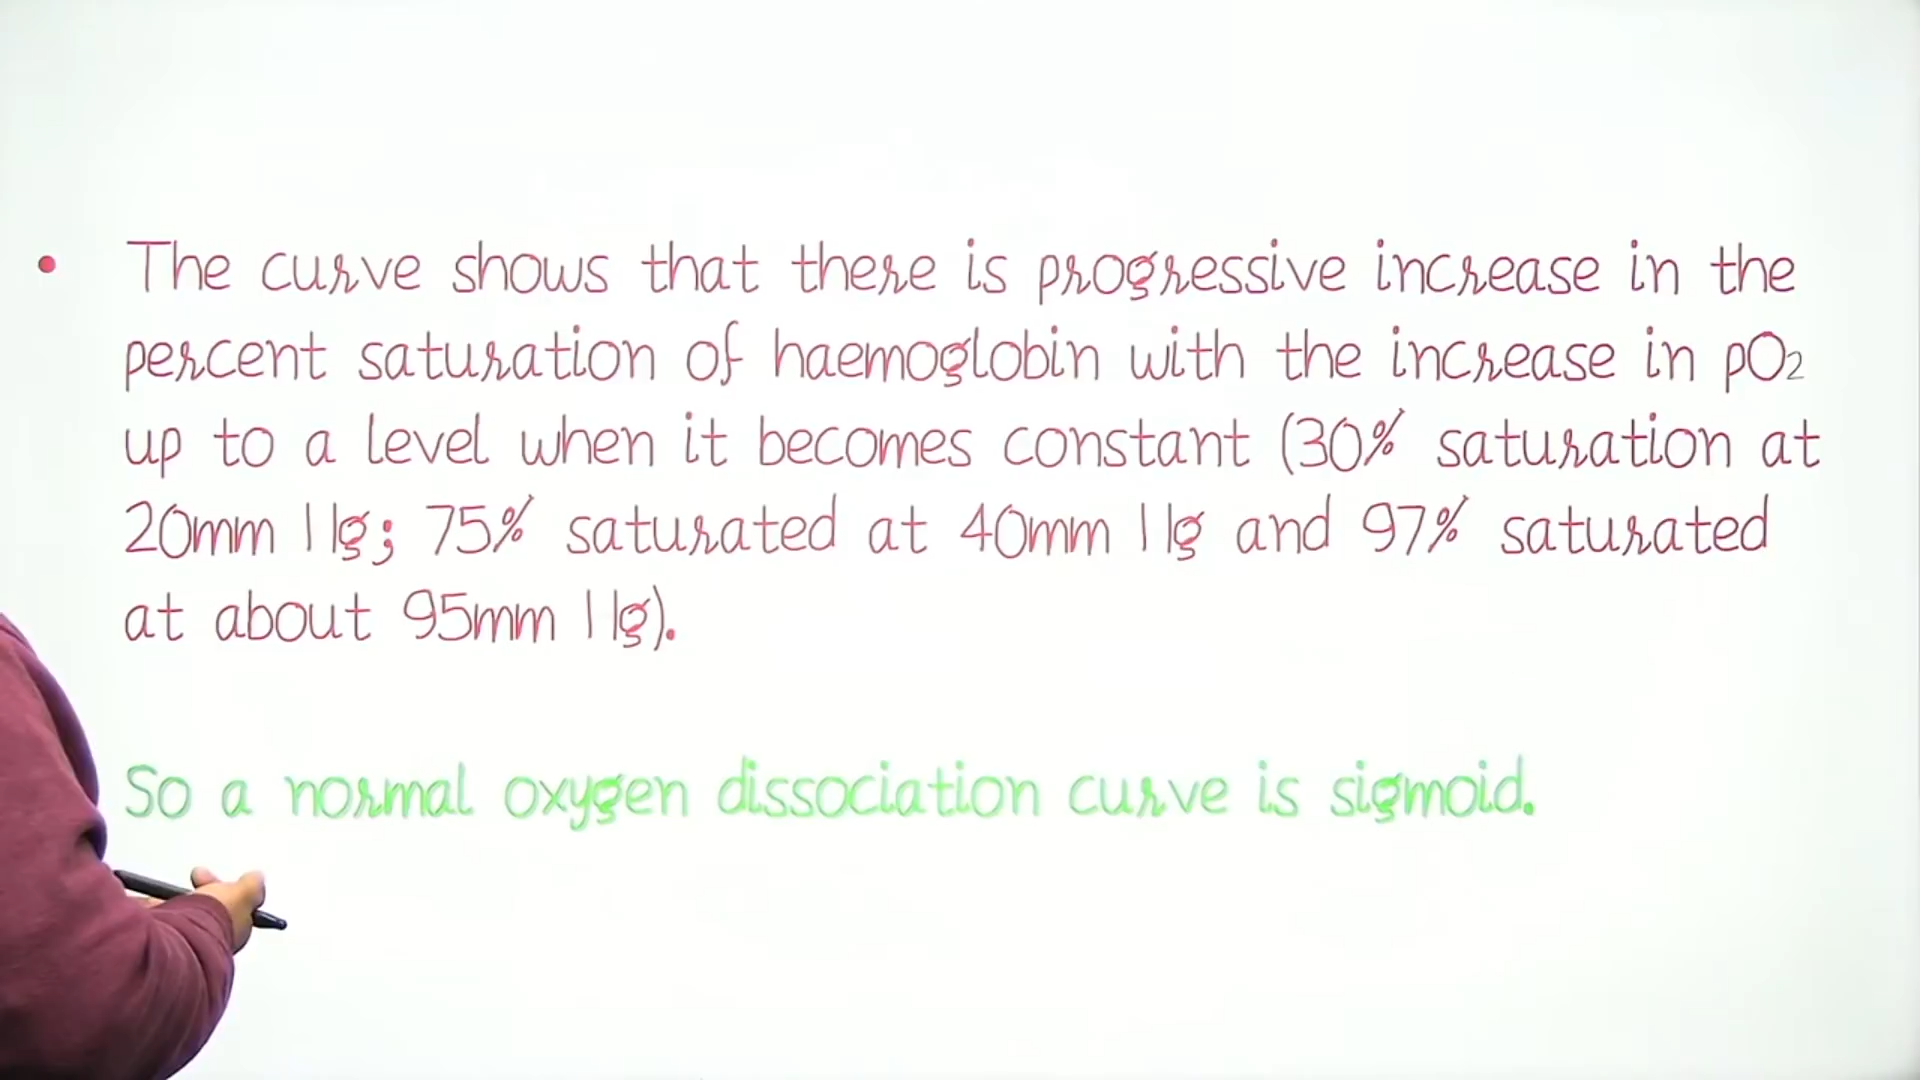 • The curve shows that there is progressive increase in the
percent saturation of haemoglobin with the increase in pO₂
up to a level when it becomes constant (30% saturation at
20mm Hg; 75% saturated at 40mm Hg and 97% saturated
at about 95mm Hg).
So a normal oxygen dissociation curve is sigmoid.